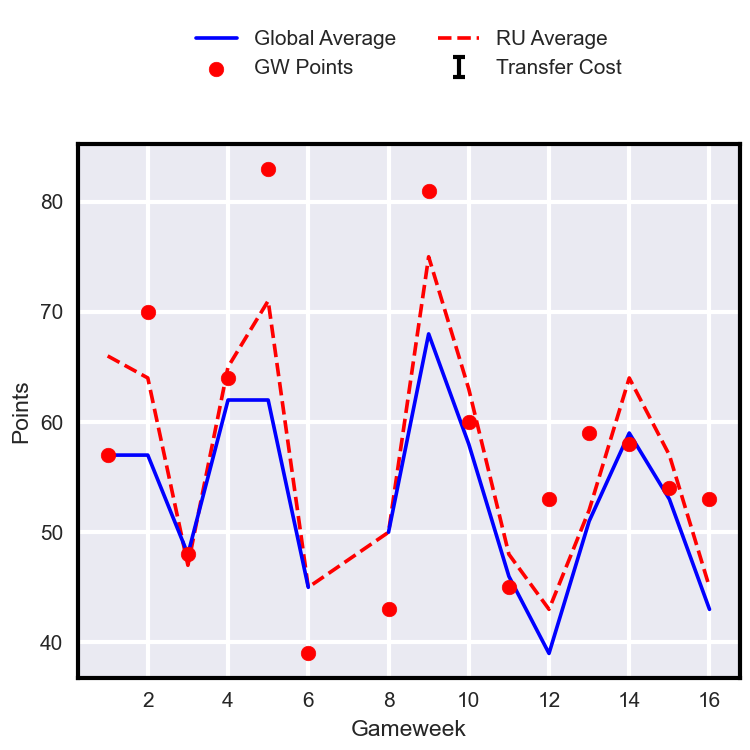 Global Average
RU Average
GW Points
Transfer Cost
80
70
60
50
40
Points
2 4 6 8 10 12 14 16
Gameweek